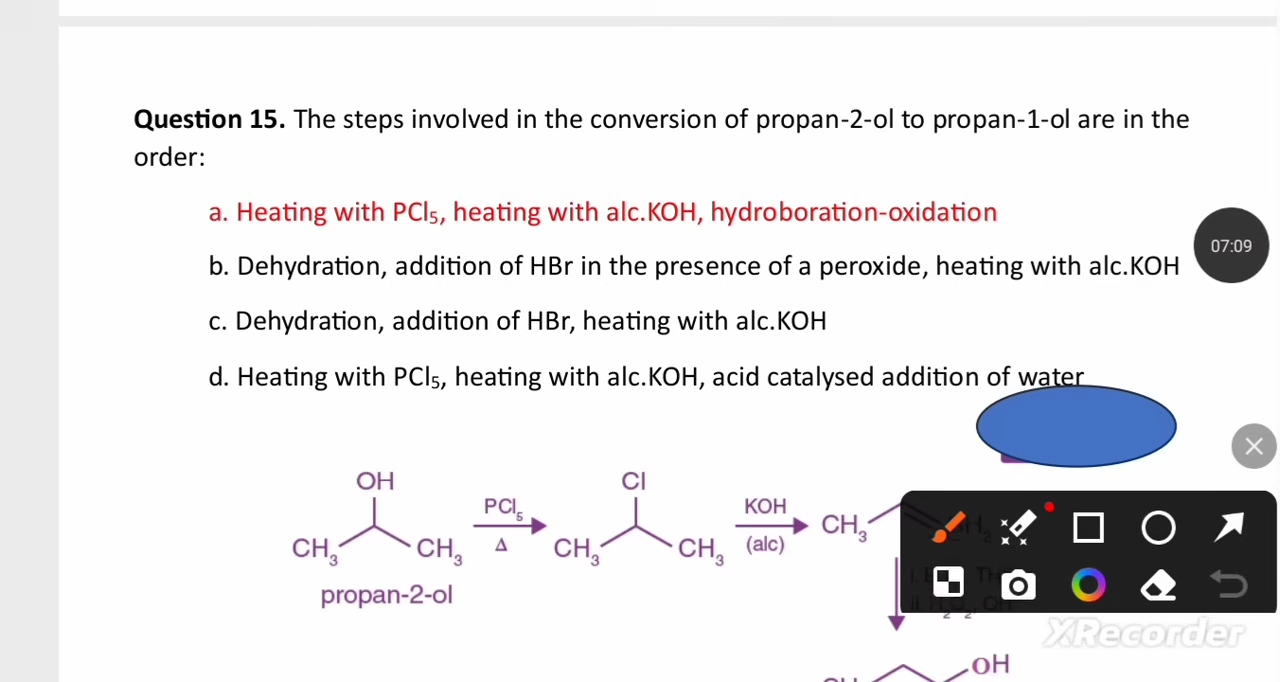 Question 15. The steps involved in the conversion of propan-2-ol to propan-1-ol are in the
order:
a. Heating with PCl₅, heating with alc.KOH, hydroboration-oxidation
07:09
b. Dehydration, addition of HBr in the presence of a peroxide, heating with alc.KOH
c. Dehydration, addition of HBr, heating with alc.KOH
d. Heating with PCl₅, heating with alc.KOH, acid catalysed addition of water
OH Cl
PCl₅ KOH
CH₃ CH₃ Δ CH₃ CH₃ (alc) CH₃
propan-2-ol
XRecorder
OH